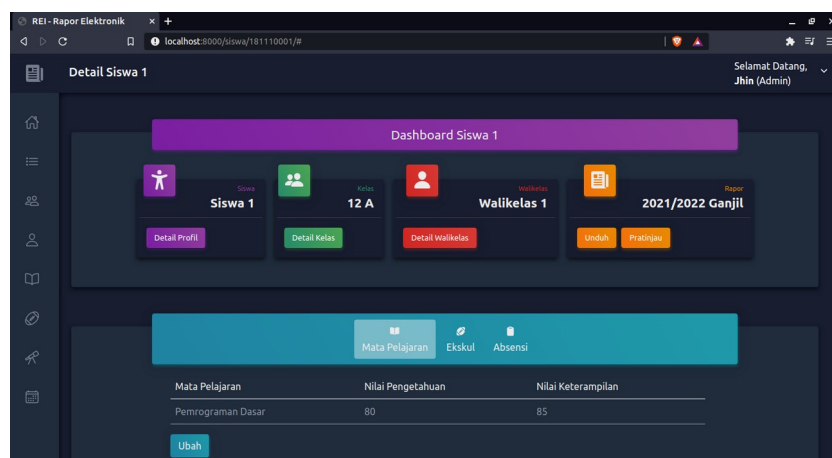 REI - Rapor Elektronik
localhost:8000/siswa/181110001/#
Detail Siswa 1
Selamat Datang,
Jhin (Admin)
Dashboard Siswa 1
Siswa
Siswa 1
Detail Profil
Kelas
12 A
Detail Kelas
Walikelas
Walikelas 1
Detail Walikelas
Rapor
2021/2022 Ganjil
Unduh Pratinjau
Mata Pelajaran Ekskul Absensi
Mata Pelajaran Nilai Pengetahuan Nilai Keterampilan
Pemrograman Dasar 80 85
Ubah